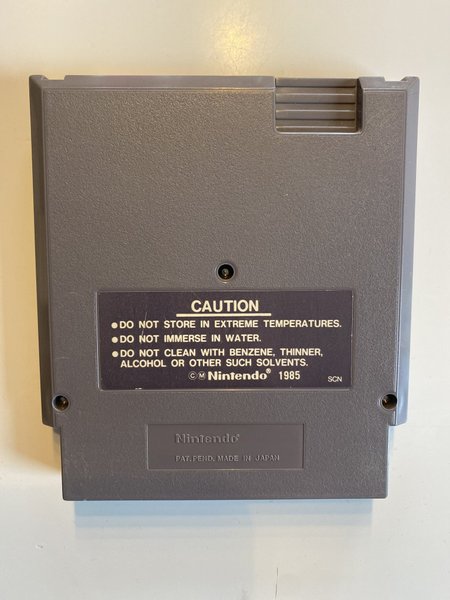 CAUTION
●DO NOT STORE IN EXTREME TEMPERATURES.
●DO NOT IMMERSE IN WATER.
●DO NOT CLEAN WITH BENZENE, THINNER,
ALCOHOL OR OTHER SUCH SOLVENTS.
ⒸⓂ Nintendo® 1985 SCN
Nintendo®
PAT. PEND. MADE IN JAPAN